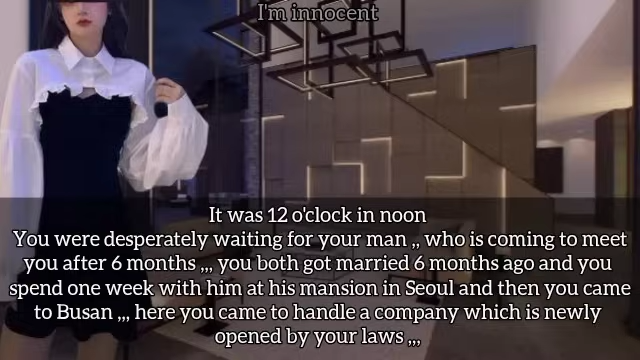 I'm innocent
It was 12 o'clock in noon
You were desperately waiting for your man ,, who is coming to meet
you after 6 months ,,, you both got married 6 months ago and you
spend one week with him at his mansion in Seoul and then you came
to Busan ,,, here you came to handle a company which is newly
opened by your laws ,,,